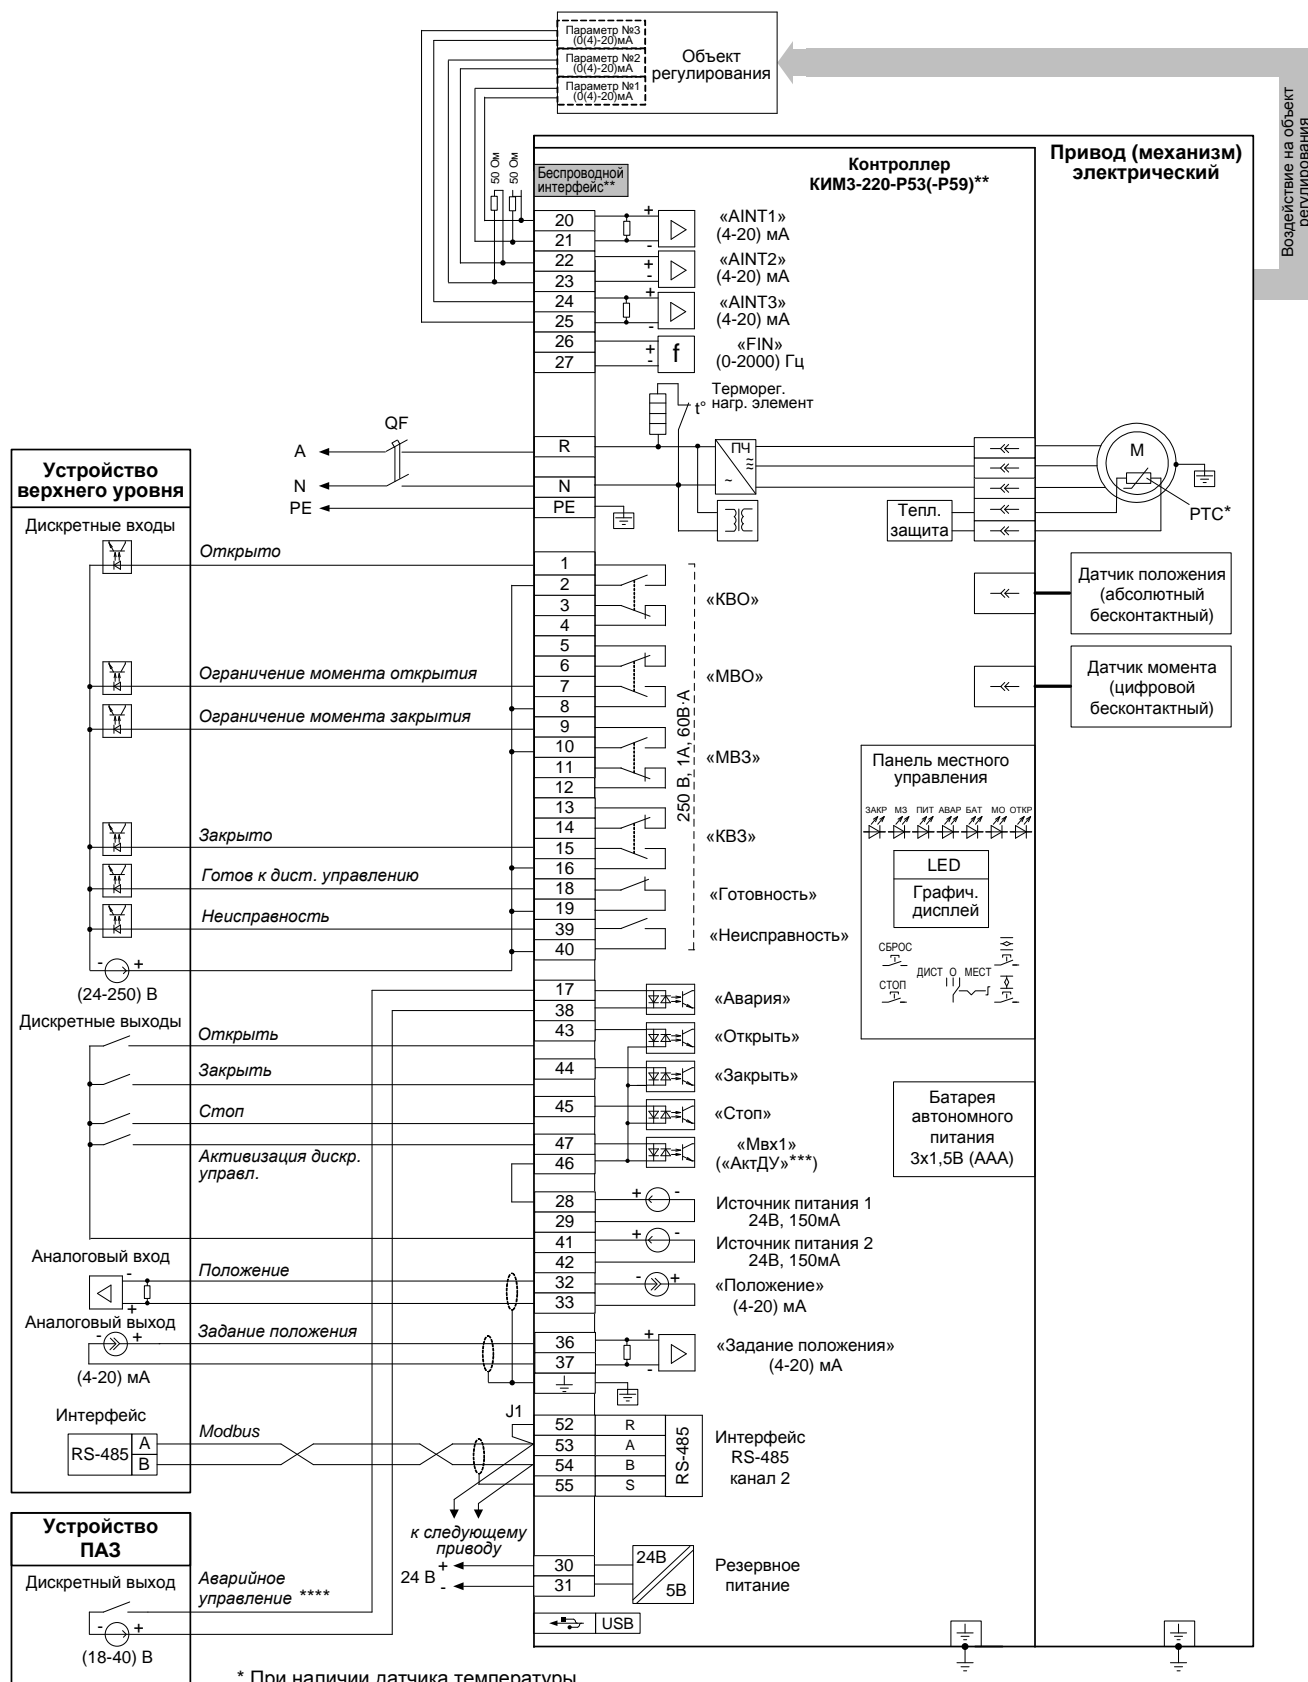 Параметр №3
(0(4)-20)мА
Параметр №2
(0(4)-20)мА
Параметр №1
(0(4)-20)мА
Объект
регулирования
Воздействие на объект
регулирования
50 Ом
50 Ом
Беспроводной
интерфейс**
Контроллер
КИМ3-220-Р53(-Р59)**
Привод (механизм)
электрический
20
21
22
23
24
25
26
27
+
-
«AINT1»
(4-20) мА
+
-
«AINT2»
(4-20) мА
+
-
«AINT3»
(4-20) мА
+
-
f
«FIN»
(0-2000) Гц
Терморег.
нагр. элемент
t°
QF
A
N
PE
R
N
PE
ПЧ
≈
~
Тепл.
защита
M
PTC*
Устройство
верхнего уровня
Дискретные входы
Открыто
Ограничение момента открытия
Ограничение момента закрытия
Закрыто
Готов к дист. управлению
Неисправность
- +
(24-250) В
1
2
3
4
5
6
7
8
9
10
11
12
13
14
15
16
18
19
39
40
«КВО»
«МВО»
«МВЗ»
«КВЗ»
«Готовность»
«Неисправность»
250 В, 1А, 60В·А
Датчик положения
(абсолютный
бесконтактный)
Датчик момента
(цифровой
бесконтактный)
Панель местного
управления
ЗАКР МЗ ПИТ АВАР БАТ МО ОТКР
LED
Графич.
дисплей
СБРОС
СТОП
ДИСТ О МЕСТ
Батарея
автономного
питания
3х1,5В (ААА)
Дискретные выходы
Открыть
Закрыть
Стоп
Активизация дискр.
управл.
17
38
43
44
45
47
46
28
29
41
42
32
33
36
37
«Авария»
«Открыть»
«Закрыть»
«Стоп»
«Мвх1»
(«АктДУ»***)
+ -
Источник питания 1
24В, 150мА
+ -
Источник питания 2
24В, 150мА
- +
«Положение»
(4-20) мА
+
-
«Задание положения»
(4-20) мА
Аналоговый вход
-
+
Положение
Аналоговый выход
- +
(4-20) мА
Задание положения
Интерфейс
RS-485
A
B
Modbus
J1
52
53
54
55
R
A
B
S
RS-485
Интерфейс
RS-485
канал 2
к следующему
приводу
24 В
+
-
30
31
24В
5В
Резервное
питание
USB
Устройство
ПАЗ
Дискретный выход
Аварийное
управление ****
- +
(18-40) В
* При наличии датчика температуры